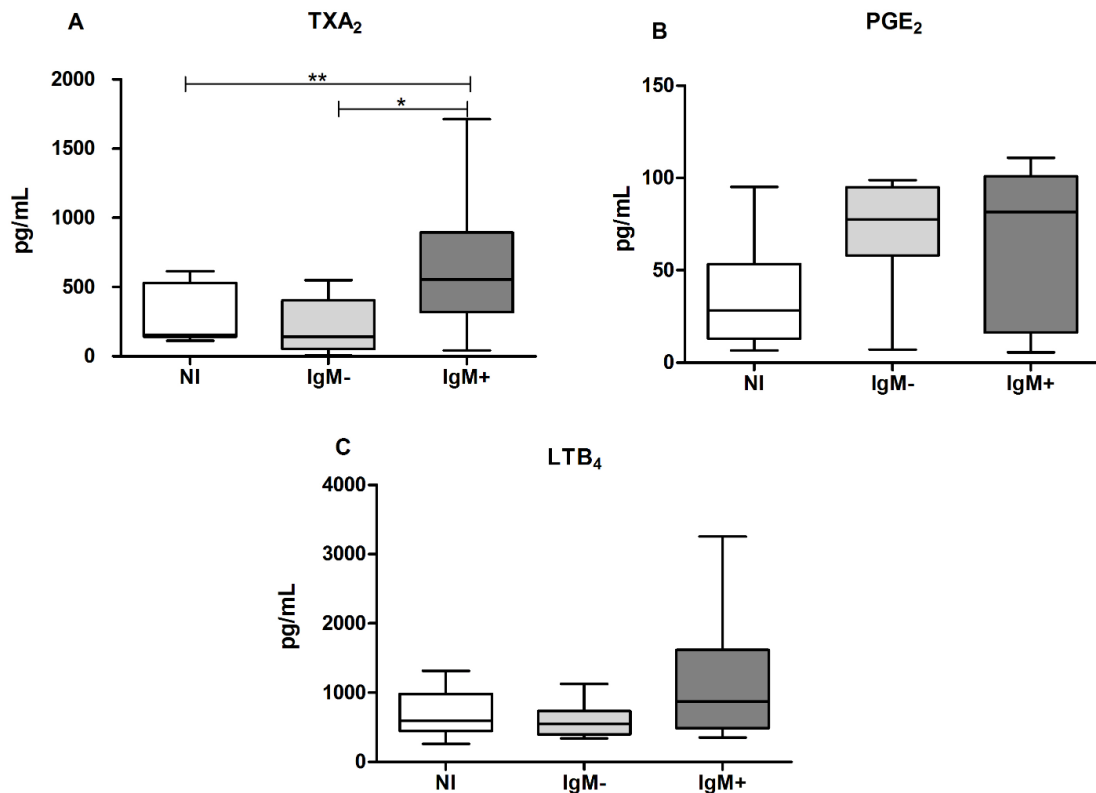 A
TXA₂
2000
1500
1000
500
0
pg/mL
**
*
NI IgM- IgM+
B
PGE₂
150
100
50
0
pg/mL
NI IgM- IgM+
C
LTB₄
4000
3000
2000
1000
0
pg/mL
NI IgM- IgM+